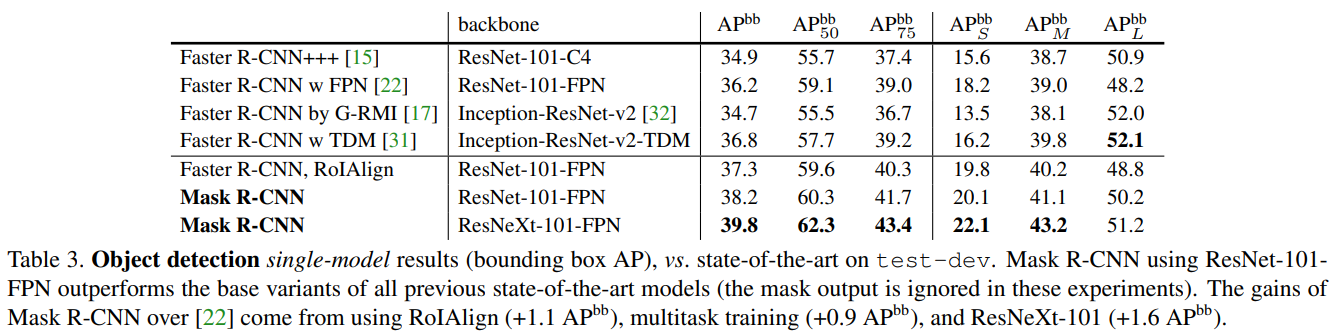 backbone AP^bb AP^bb_50 AP^bb_75 AP^bb_S AP^bb_M AP^bb_L
Faster R-CNN+++ [15] ResNet-101-C4 34.9 55.7 37.4 15.6 38.7 50.9
Faster R-CNN w FPN [22] ResNet-101-FPN 36.2 59.1 39.0 18.2 39.0 48.2
Faster R-CNN by G-RMI [17] Inception-ResNet-v2 [32] 34.7 55.5 36.7 13.5 38.1 52.0
Faster R-CNN w TDM [31] Inception-ResNet-v2-TDM 36.8 57.7 39.2 16.2 39.8 52.1
Faster R-CNN, RoIAlign ResNet-101-FPN 37.3 59.6 40.3 19.8 40.2 48.8
Mask R-CNN ResNet-101-FPN 38.2 60.3 41.7 20.1 41.1 50.2
Mask R-CNN ResNeXt-101-FPN 39.8 62.3 43.4 22.1 43.2 51.2
Table 3. Object detection single-model results (bounding box AP), vs. state-of-the-art on test-dev. Mask R-CNN using ResNet-101-
FPN outperforms the base variants of all previous state-of-the-art models (the mask output is ignored in these experiments). The gains of
Mask R-CNN over [22] come from using RoIAlign (+1.1 AP^bb), multitask training (+0.9 AP^bb), and ResNeXt-101 (+1.6 AP^bb).